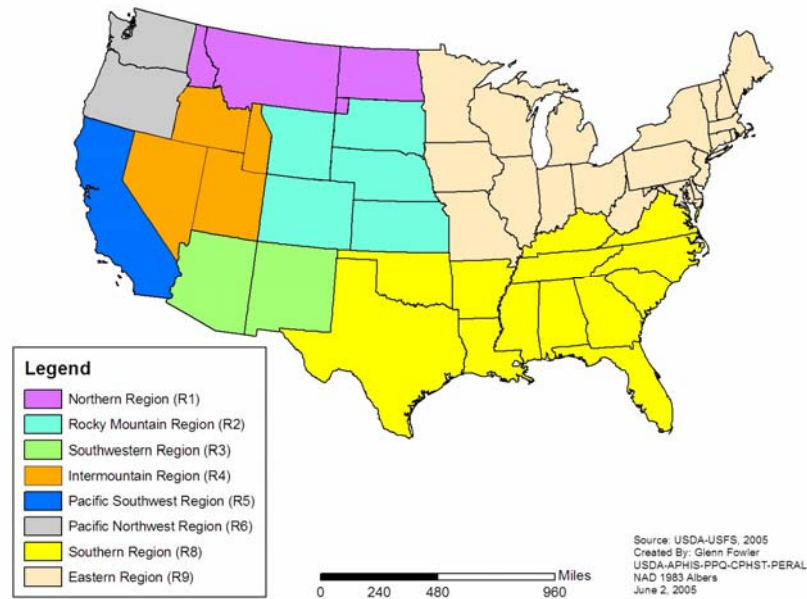 Legend
Northern Region (R1)
Rocky Mountain Region (R2)
Southwestern Region (R3)
Intermountain Region (R4)
Pacific Southwest Region (R5)
Pacific Northwest Region (R6)
Southern Region (R8)
Eastern Region (R9)
Miles
0 240 480 960
Source: USDA-USFS, 2005
Created By: Glenn Fowler
USDA-APHIS-PPQ-CPHST-PERAL
NAD 1983 Albers
June 2, 2005